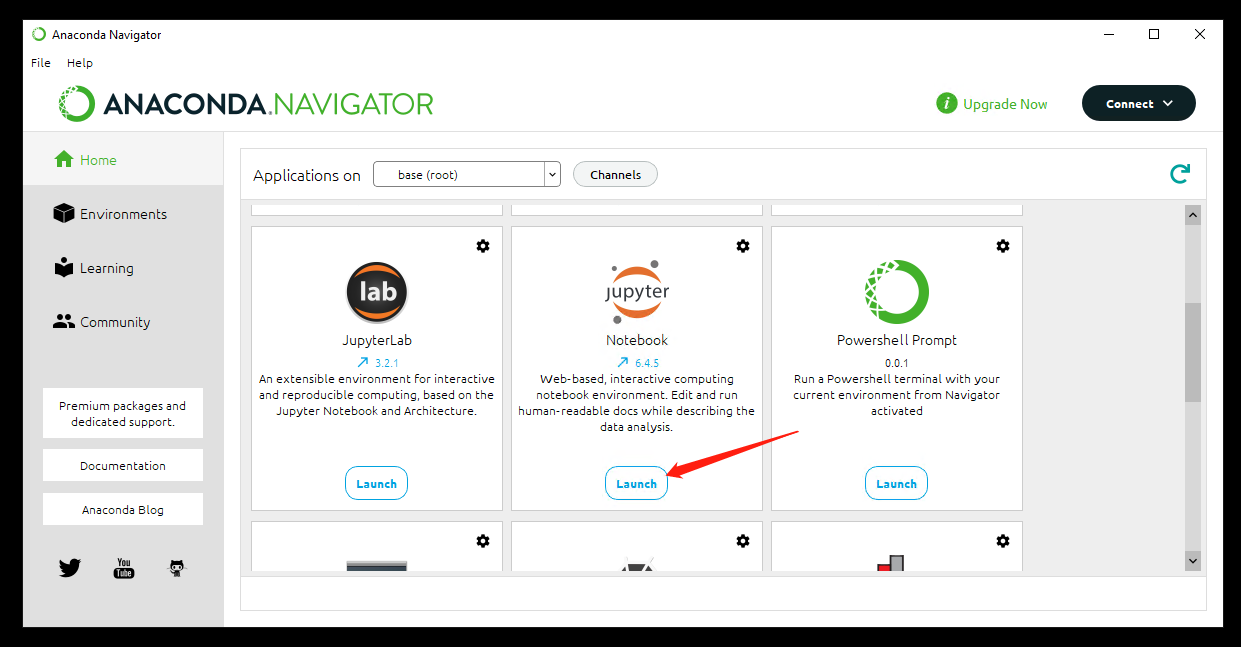 Anaconda Navigator
File Help
ANACONDA.NAVIGATOR
i Upgrade Now
Connect
Home
Environments
Learning
Community
Premium packages and
dedicated support.
Documentation
Anaconda Blog
You
Tube
Applications on
base (root)
Channels
lab
JupyterLab
3.2.1
An extensible environment for interactive
and reproducible computing, based on the
Jupyter Notebook and Architecture.
Launch
jupyter
Notebook
6.4.5
Web-based, interactive computing
notebook environment. Edit and run
human-readable docs while describing the
data analysis.
Launch
Powershell Prompt
0.0.1
Run a Powershell terminal with your
current environment from Navigator
activated
Launch